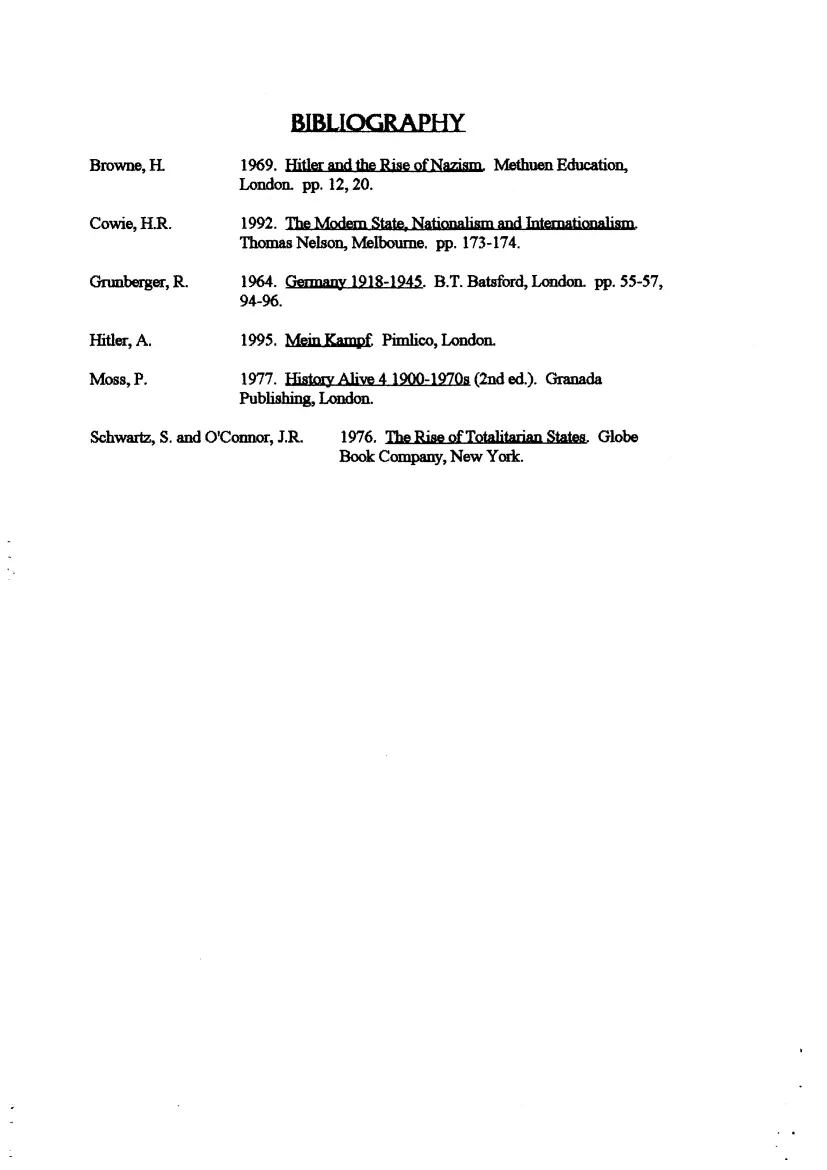 BIBLIOGRAPHY
Browne, H. 1969. Hitler and the Rise of Nazism. Methuen Education,
London. pp. 12, 20.
Cowie, H.R. 1992. The Modern State, Nationalism and Internationalism.
Thomas Nelson, Melbourne. pp. 173-174.
Grunberger, R. 1964. Germany 1918-1945. B.T. Batsford, London. pp. 55-57,
94-96.
Hitler, A. 1995. Mein Kampf. Pimlico, London.
Moss, P. 1977. History Alive 4 1900-1970s (2nd ed.). Granada
Publishing, London.
Schwartz, S. and O'Connor, J.R. 1976. The Rise of Totalitarian States. Globe
Book Company, New York.